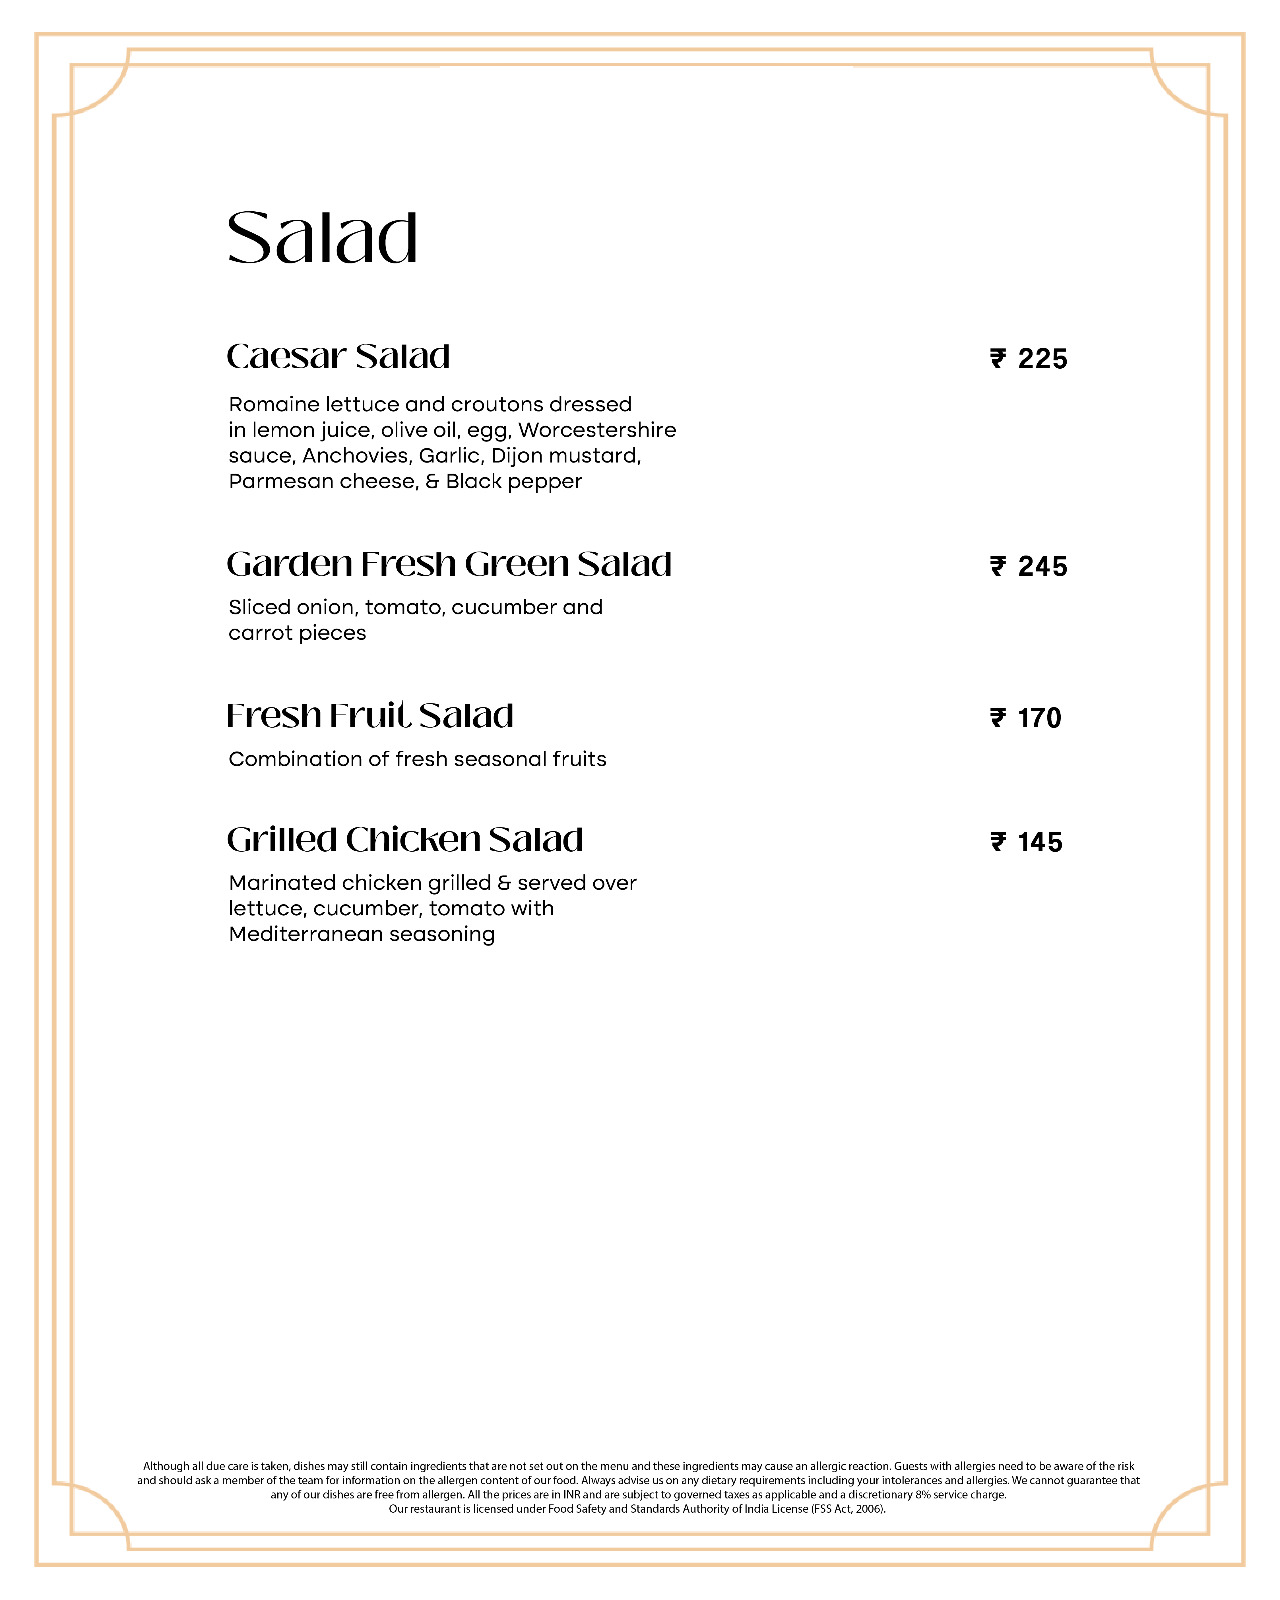 Salad
Caesar Salad ₹ 225
Romaine lettuce and croutons dressed
in lemon juice, olive oil, egg, Worcestershire
sauce, Anchovies, Garlic, Dijon mustard,
Parmesan cheese, & Black pepper
Garden Fresh Green Salad ₹ 245
Sliced onion, tomato, cucumber and
carrot pieces
Fresh Fruit Salad ₹ 170
Combination of fresh seasonal fruits
Grilled Chicken Salad ₹ 145
Marinated chicken grilled & served over
lettuce, cucumber, tomato with
Mediterranean seasoning
Although all due care is taken, dishes may still contain ingredients that are not set out on the menu and these ingredients may cause an allergic reaction. Guests with allergies need to be aware of the risk
and should ask a member of the team for information on the allergen content of our food. Always advise us on any dietary requirements including your intolerances and allergies. We cannot guarantee that
any of our dishes are free from allergen. All the prices are in INR and are subject to governed taxes as applicable and a discretionary 8% service charge.
Our restaurant is licensed under Food Safety and Standards Authority of India License (FSS Act, 2006).